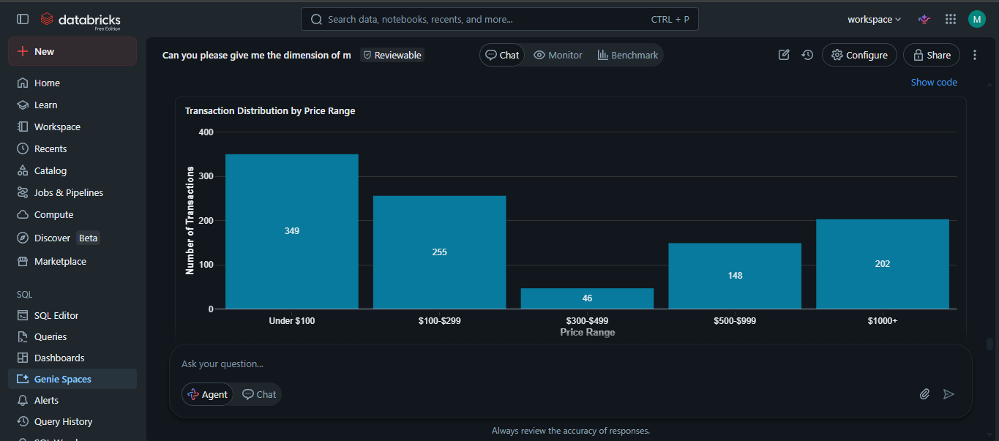 databricks
Free Edition
Search data, notebooks, recents, and more...
CTRL + P
workspace
M
New
Home
Learn
Workspace
Recents
Catalog
Jobs & Pipelines
Compute
Discover Beta
Marketplace
SQL
SQL Editor
Queries
Dashboards
Genie Spaces
Alerts
Query History
Can you please give me the dimension of m
Reviewable
Chat
Monitor
Benchmark
Configure
Share
Show code
Transaction Distribution by Price Range
Number of Transactions
400
300
200
100
0
349
255
46
148
202
Under $100
$100-$299
$300-$499
$500-$999
$1000+
Price Range
Ask your question...
Agent
Chat
Always review the accuracy of responses.